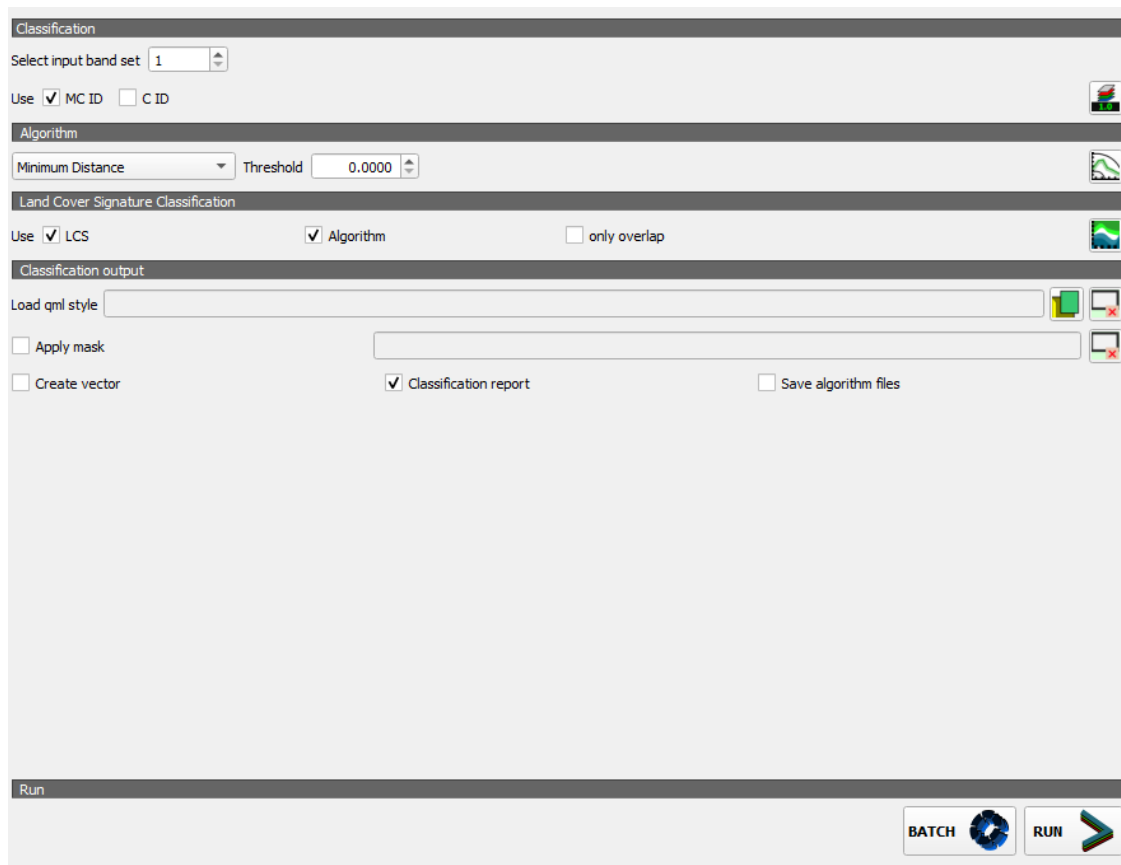 Classification
Select input band set 1
Use MC ID C ID
1.0
Algorithm
Minimum Distance Threshold 0.0000
Land Cover Signature Classification
Use LCS Algorithm only overlap
Classification output
Load qml style
Apply mask
Create vector Classification report Save algorithm files
Run
BATCH RUN